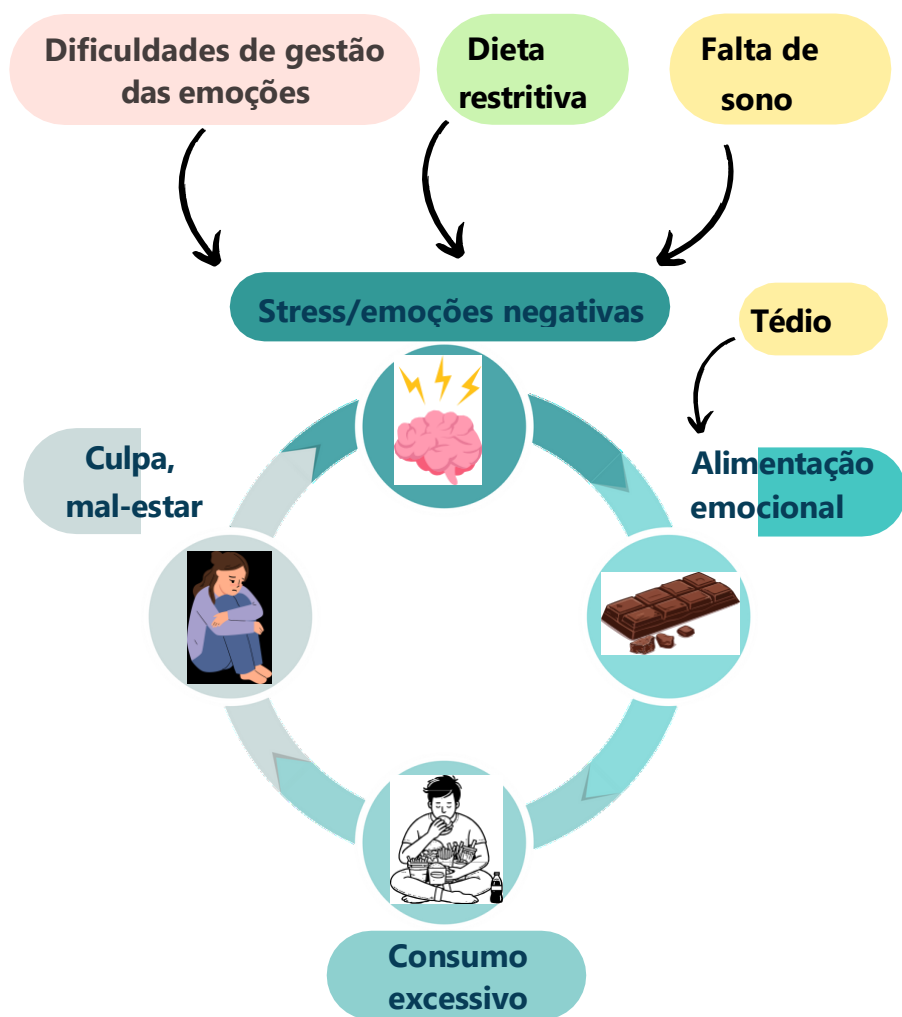 Dificuldades de gestão
das emoções
Dieta
restritiva
Falta de
sono
Stress/emoções negativas
Tédio
Culpa,
mal-estar
Alimentação
emocional
Consumo
excessivo